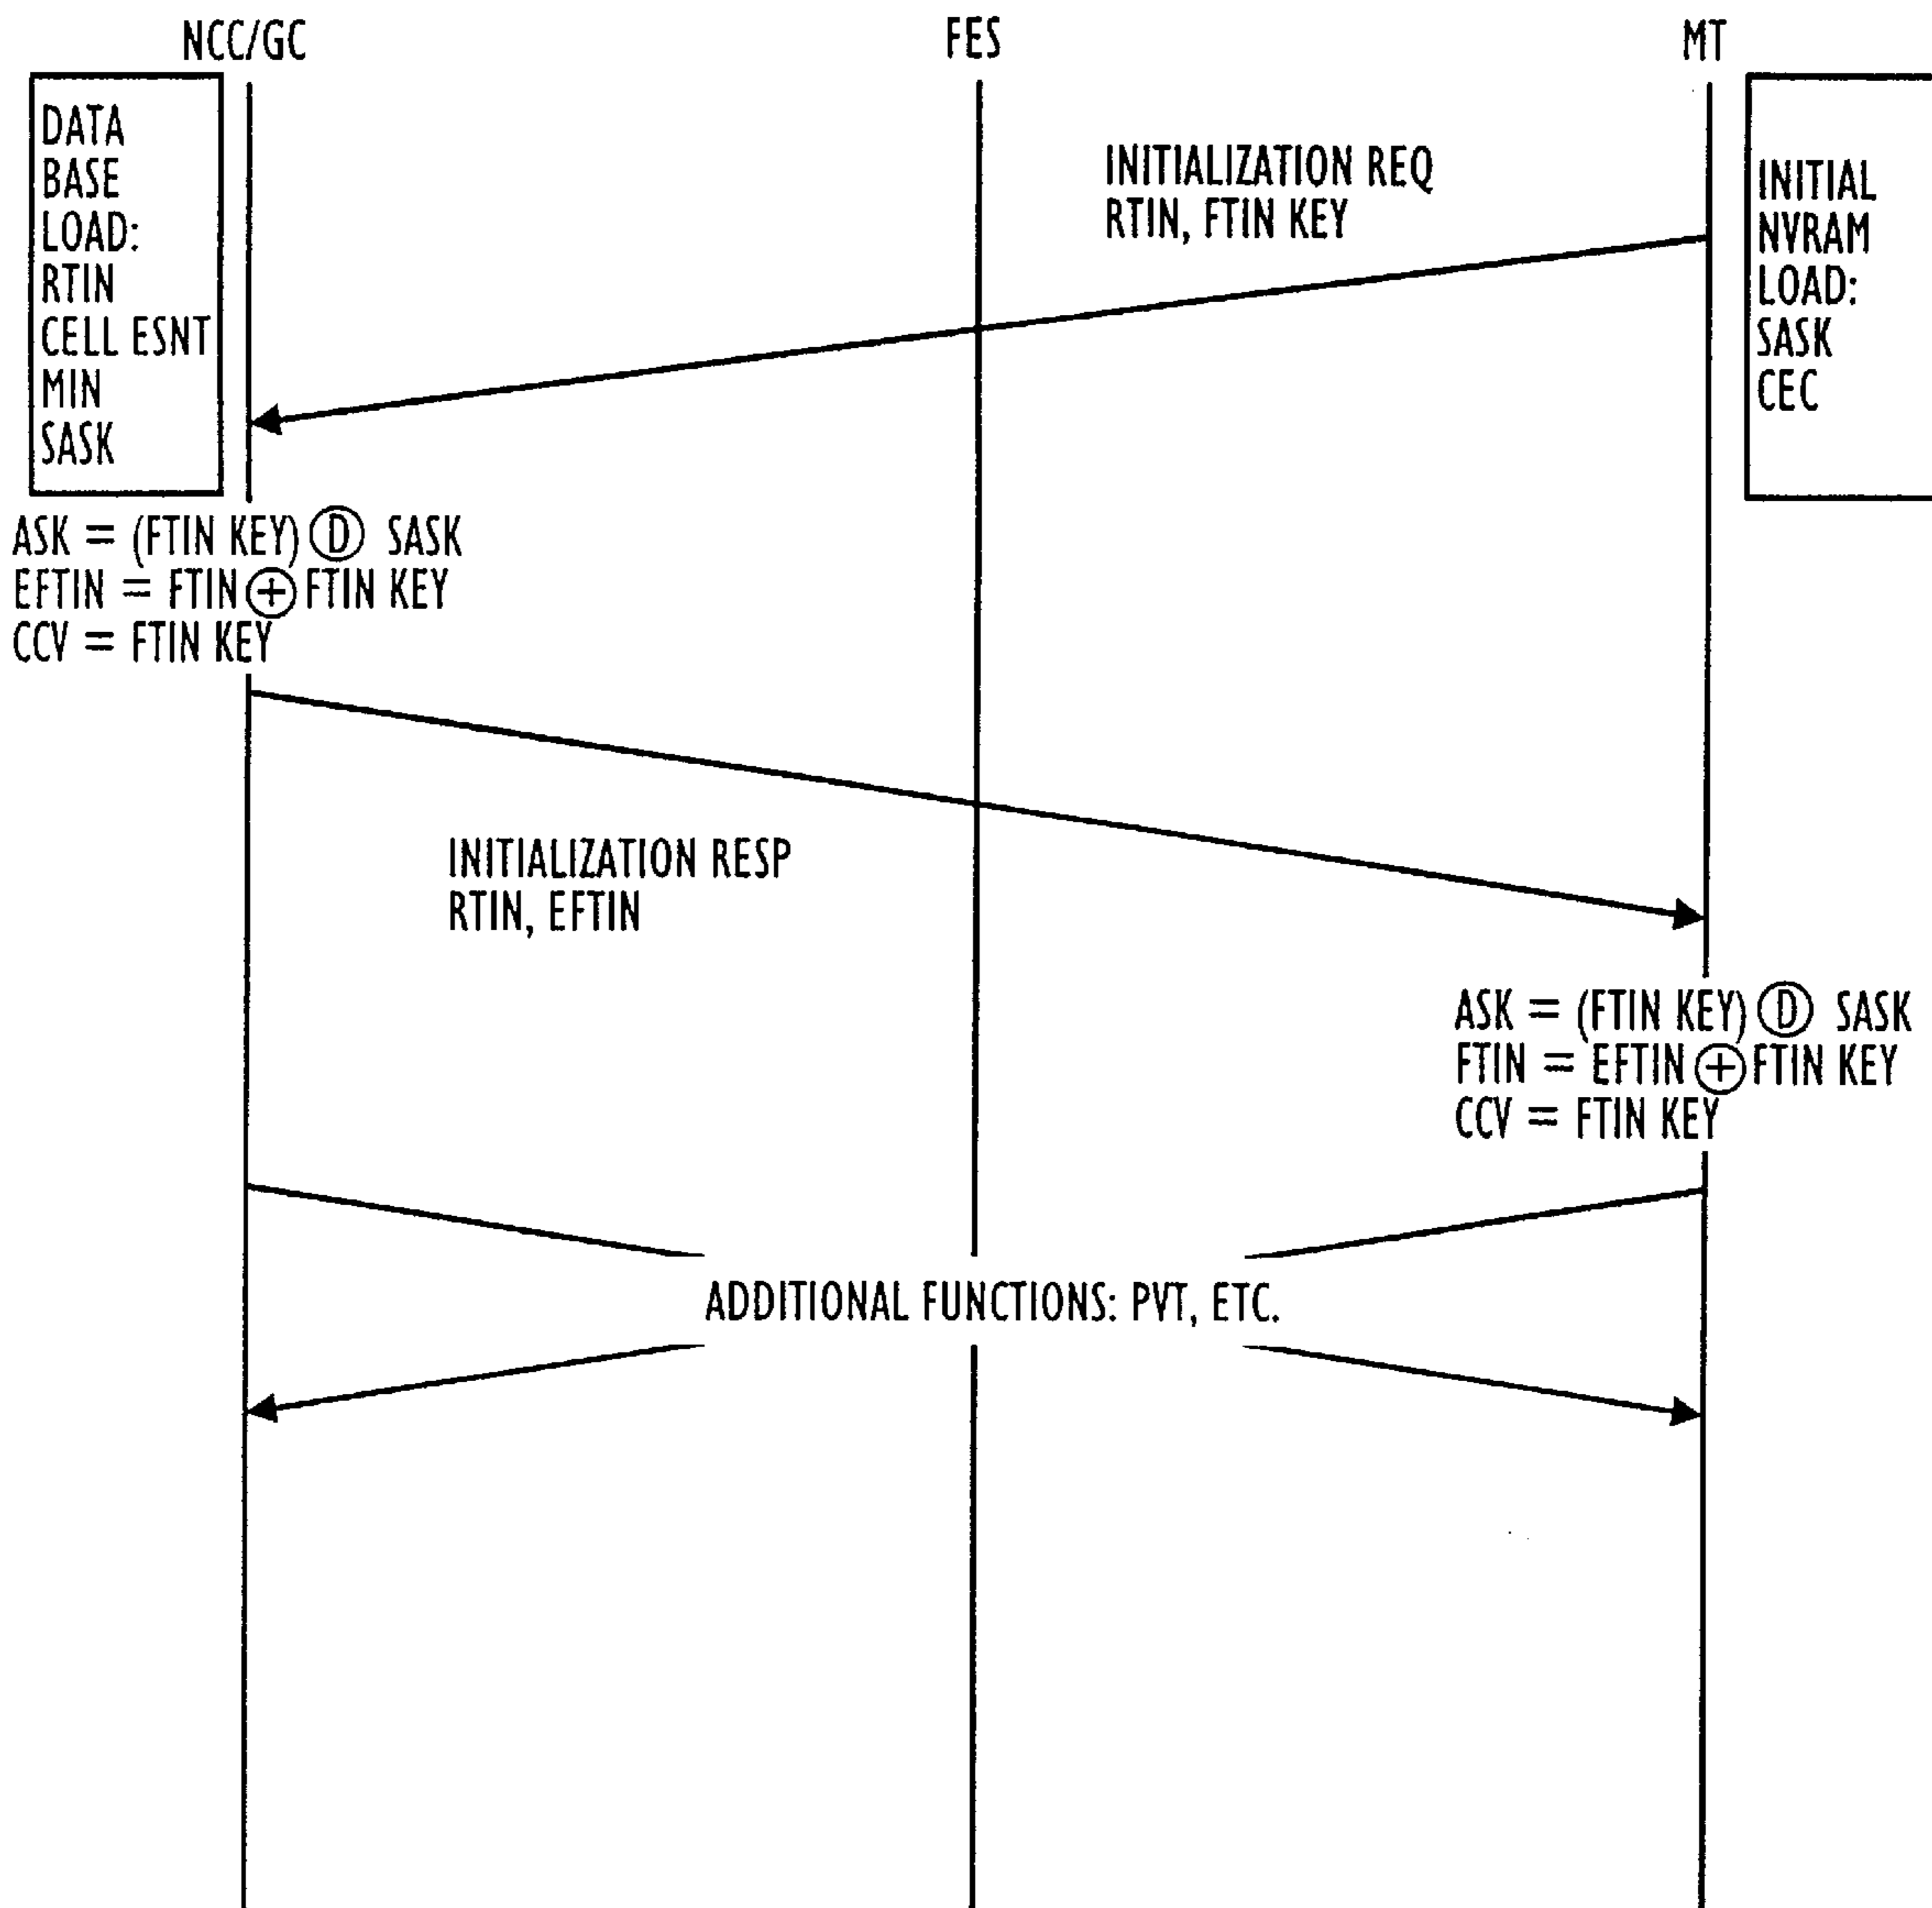 NCC/GC
FES
MT
DATA
BASE
LOAD:
RTIN
CELL ESNT
MIN
SASK
INITIALIZATION REQ
RTIN, FTIN KEY
INITIAL
NVRAM
LOAD:
SASK
CEC
ASK = (FTIN KEY) Ⓓ SASK
EFTIN = FTIN ⊕ FTIN KEY
CCV = FTIN KEY
INITIALIZATION RESP
RTIN, EFTIN
ASK = (FTIN KEY) Ⓓ SASK
FTIN = EFTIN ⊕ FTIN KEY
CCV = FTIN KEY
ADDITIONAL FUNCTIONS: PVT, ETC.